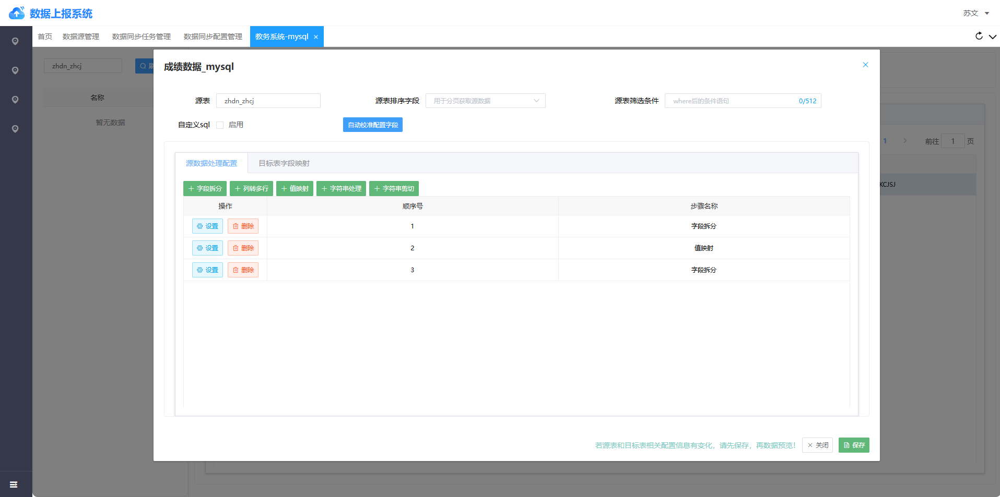 数据上报系统
苏文
首页
数据源管理
数据同步任务管理
数据同步配置管理
教务系统-mysql
zhdn_zhcj
名称
暂无数据
成绩数据_mysql
源表
zhdn_zhcj
源表排序字段
用于分页获取源数据
源表筛选条件
where后的条件语句
0/512
自定义sql
启用
自动校准配置字段
源数据处理配置
目标表字段映射
字段拆分
列转多行
值映射
字符串处理
字符串剪切
操作
顺序号
步骤名称
设置
删除
1
字段拆分
设置
删除
2
值映射
设置
删除
3
字段拆分
1
前往
1
页
KCJSJ
若源表和目标表相关配置信息有变化，请先保存，再数据预览！
关闭
保存